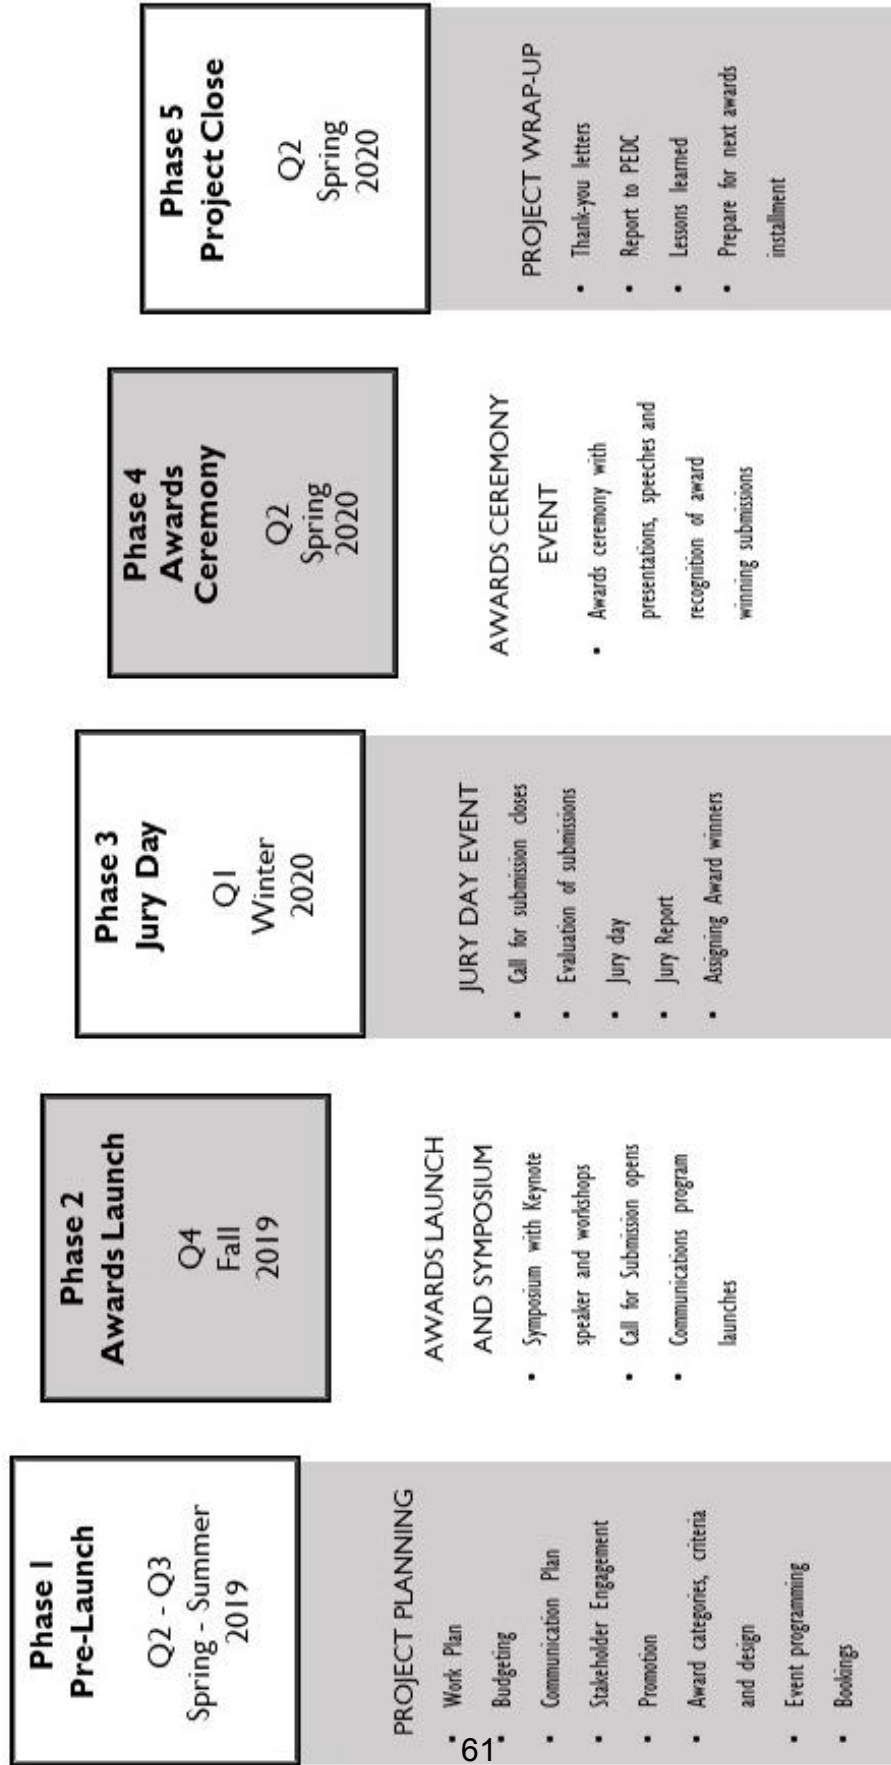 Phase 1
Pre-Launch
Q2 - Q3
Spring - Summer
2019
PROJECT PLANNING
• Work Plan
• Budgeting
• Communication Plan
• Stakeholder Engagement
• Promotion
• Award categories, criteria
and design
• Event programming
• Bookings
Phase 2
Awards Launch
Q4
Fall
2019
AWARDS LAUNCH
AND SYMPOSIUM
• Symposium with Keynote
speaker and workshops
• Call for Submission opens
• Communications program
launches
Phase 3
Jury Day
Q1
Winter
2020
JURY DAY EVENT
• Call for submission closes
• Evaluation of submissions
• Jury day
• Jury Report
• Assigning Award winners
Phase 4
Awards
Ceremony
Q2
Spring
2020
AWARDS CEREMONY
EVENT
• Awards ceremony with
presentations, speeches and
recognition of award
winning submissions
Phase 5
Project Close
Q2
Spring
2020
PROJECT WRAP-UP
• Thank-you letters
• Report to PEDC
• Lessons learned
• Prepare for next awards
installment
61